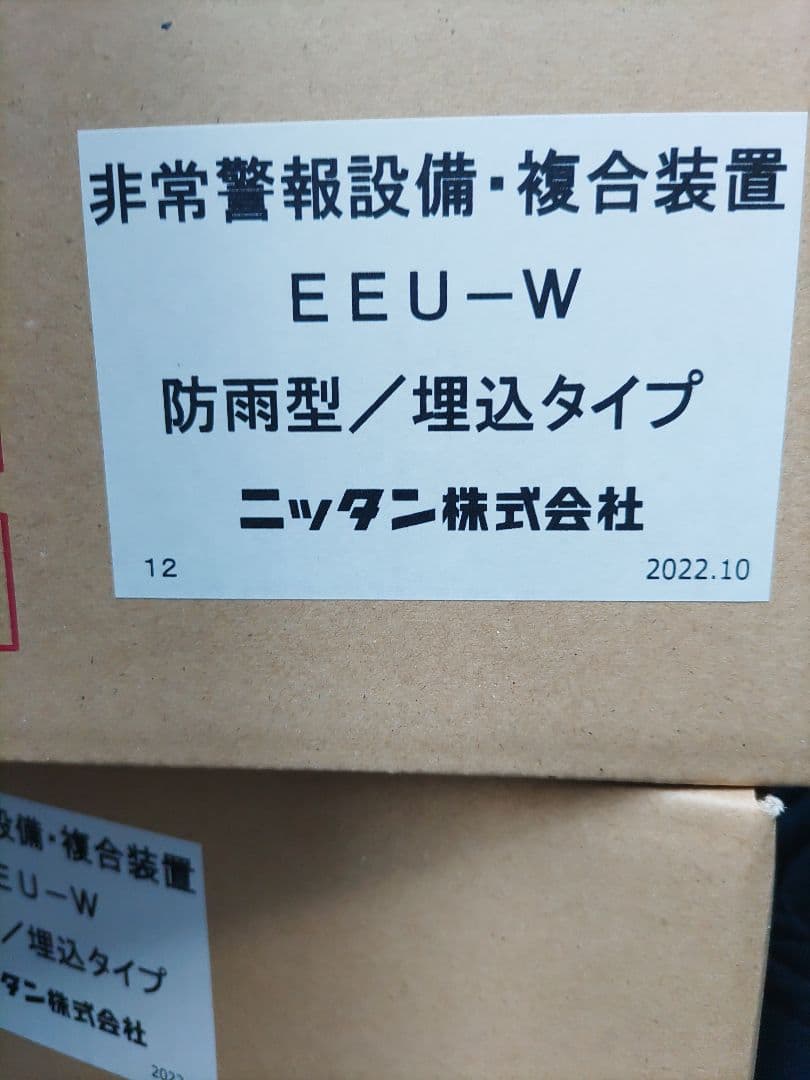 非常警報設備・複合装置
EEU－W
防雨型／埋込タイプ
ニッタン株式会社
12 2022.10
設備・複合装置
EU－W
／埋込タイプ
タン株式会社
2022